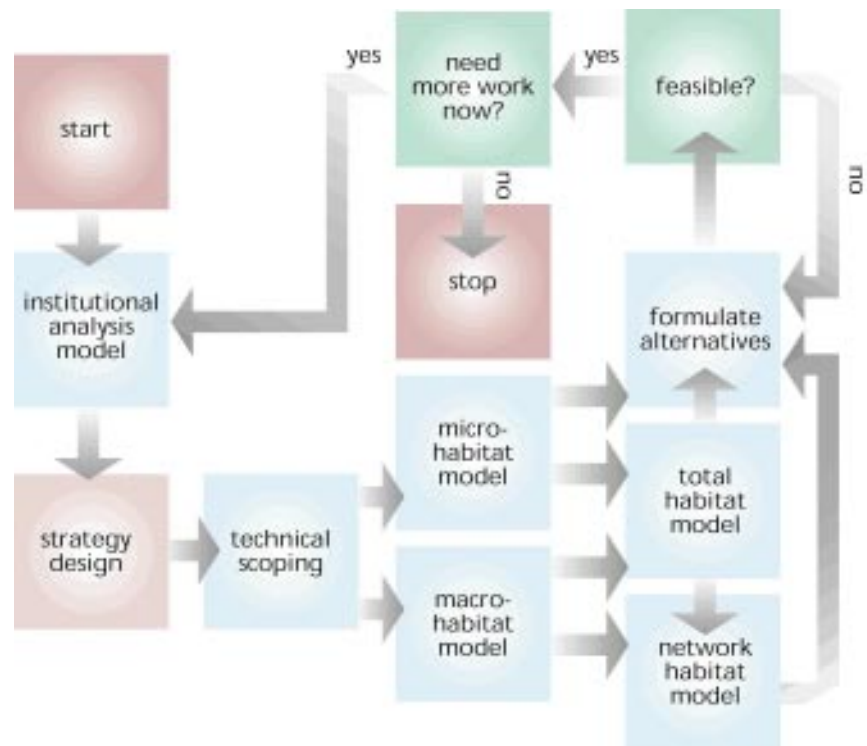 yes
need
more work
now?
yes
feasible?
start
no
no
institutional
analysis
model
stop
formulate
alternatives
micro-
habitat
model
total
habitat
model
strategy
design
technical
scoping
macro-
habitat
model
network
habitat
model